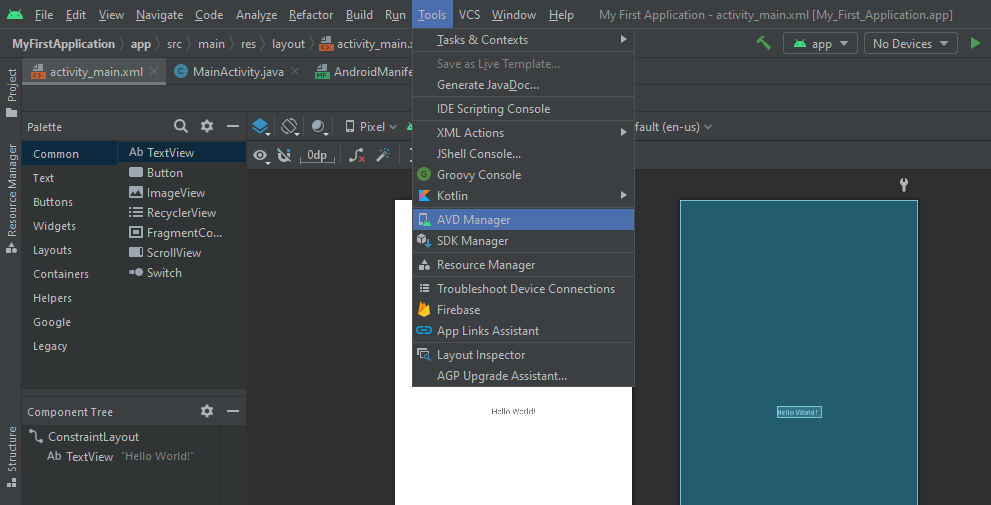 File Edit View Navigate Code Analyze Refactor Build Run Tools VCS Window Help My First Application - activity_main.xml [My_First_Application.app]
MyFirstApplication app src main res layout activity_main.
app No Devices
activity_main.xml MainActivity.java AndroidManife
Project
Resource Manager
Structure
Palette
Common
Text
Buttons
Widgets
Layouts
Containers
Helpers
Google
Legacy
Ab TextView
Button
ImageView
RecyclerView
FragmentCo...
ScrollView
Switch
Pixel
fault (en-us)
0dp
Tasks & Contexts
Save as Live Template...
Generate JavaDoc...
IDE Scripting Console
XML Actions
JShell Console...
G Groovy Console
Kotlin
AVD Manager
SDK Manager
Resource Manager
Troubleshoot Device Connections
Firebase
App Links Assistant
Layout Inspector
AGP Upgrade Assistant...
Hello World!
Hello World!
Component Tree
ConstraintLayout
Ab TextView "Hello World!"